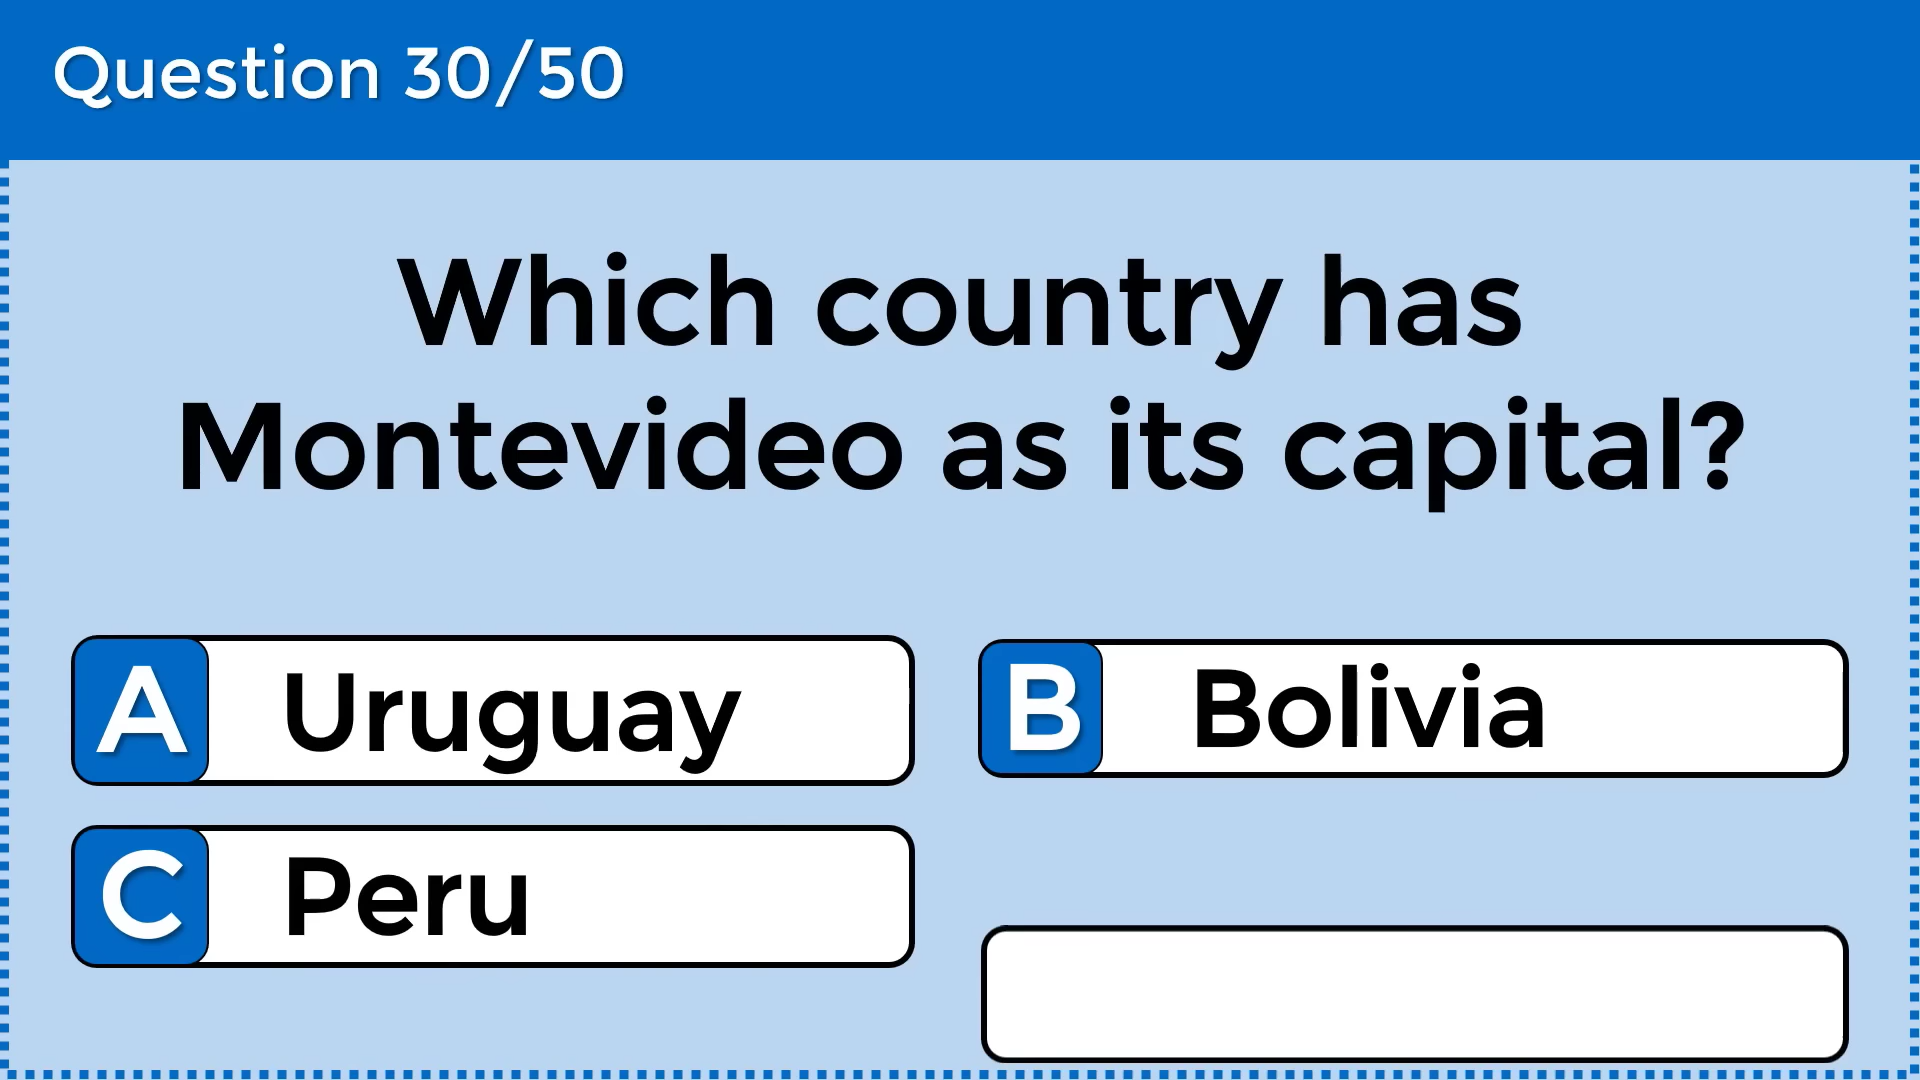 Question 30/50
Which country has
Montevideo as its capital?
A Uruguay
B Bolivia
C Peru